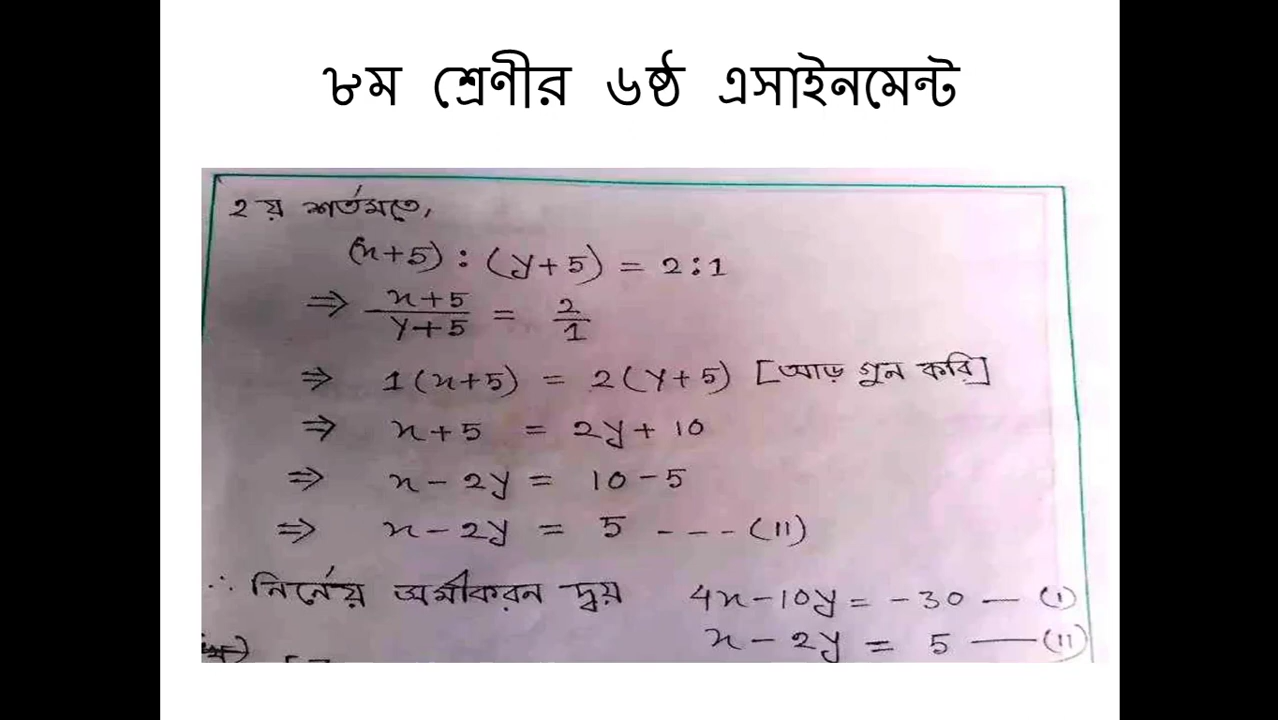 ৮ম শ্রেণীর ৬ষ্ঠ এসাইনমেন্ট
২য় শর্তমতে,
(x+5) : (y+5) = 2:1
⇒ x+5/y+5 = 2/1
⇒ 1(x+5) = 2(y+5) [আড় গুন করি]
⇒ x+5 = 2y+10
⇒ x-2y = 10-5
⇒ x-2y = 5 --- (II)
∴ নির্নেয় সমীকরন দ্বয় 4x-10y = -30 — (I)
x-2y = 5 — (II)